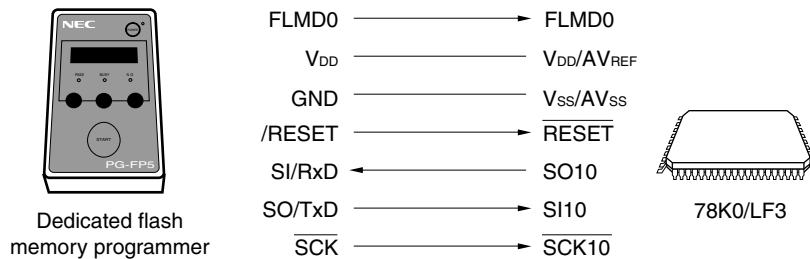 NEC
POWER
PASS BUSY N G
START
PG-FP5
Dedicated flash
memory programmer
FLMD0 FLMD0
VDD VDD/AVREF
GND VSS/AVSS
/RESET RESET
SI/RxD SO10
SO/TxD SI10
SCK SCK10
78K0/LF3